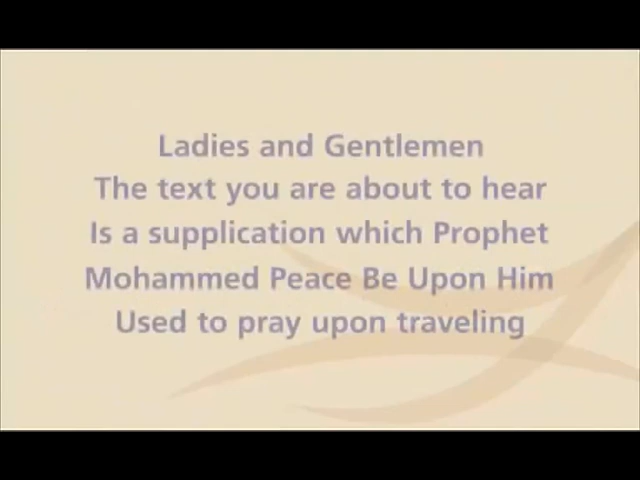 Ladies and Gentlemen
The text you are about to hear
Is a supplication which Prophet
Mohammed Peace Be Upon Him
Used to pray upon traveling